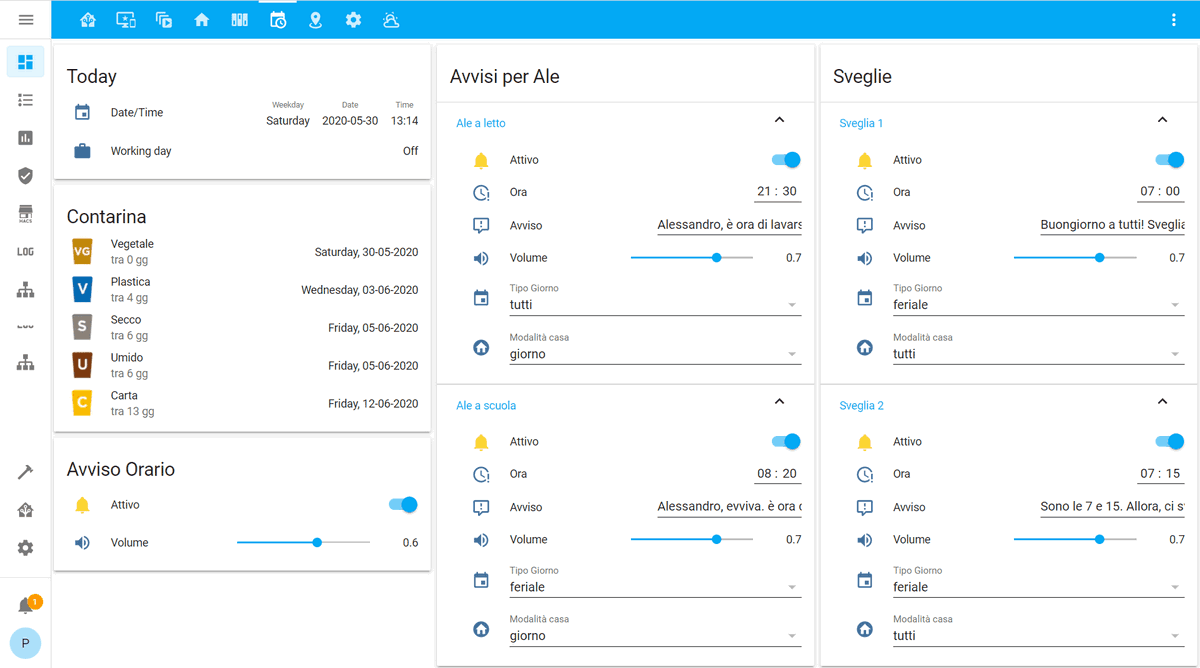 HACS
LOG
1
P
Today
Date/Time
Weekday
Saturday
Date
2020-05-30
Time
13:14
Working day
Off
Contarina
VG
Vegetale
tra 0 gg
Saturday, 30-05-2020
V
Plastica
tra 4 gg
Wednesday, 03-06-2020
S
Secco
tra 6 gg
Friday, 05-06-2020
U
Umido
tra 6 gg
Friday, 05-06-2020
C
Carta
tra 13 gg
Friday, 12-06-2020
Avviso Orario
Attivo
Volume
0.6
Avvisi per Ale
Ale a letto
Attivo
Ora
21 : 30
Avviso
Alessandro, è ora di lavars
Volume
0.7
Tipo Giorno
tutti
Modalità casa
giorno
Ale a scuola
Attivo
Ora
08 : 20
Avviso
Alessandro, evviva. è ora
Volume
0.7
Tipo Giorno
feriale
Modalità casa
giorno
Sveglie
Sveglia 1
Attivo
Ora
07 : 00
Avviso
Buongiorno a tutti! Sveglia
Volume
0.7
Tipo Giorno
feriale
Modalità casa
tutti
Sveglia 2
Attivo
Ora
07 : 15
Avviso
Sono le 7 e 15. Allora, ci
Volume
0.7
Tipo Giorno
feriale
Modalità casa
tutti